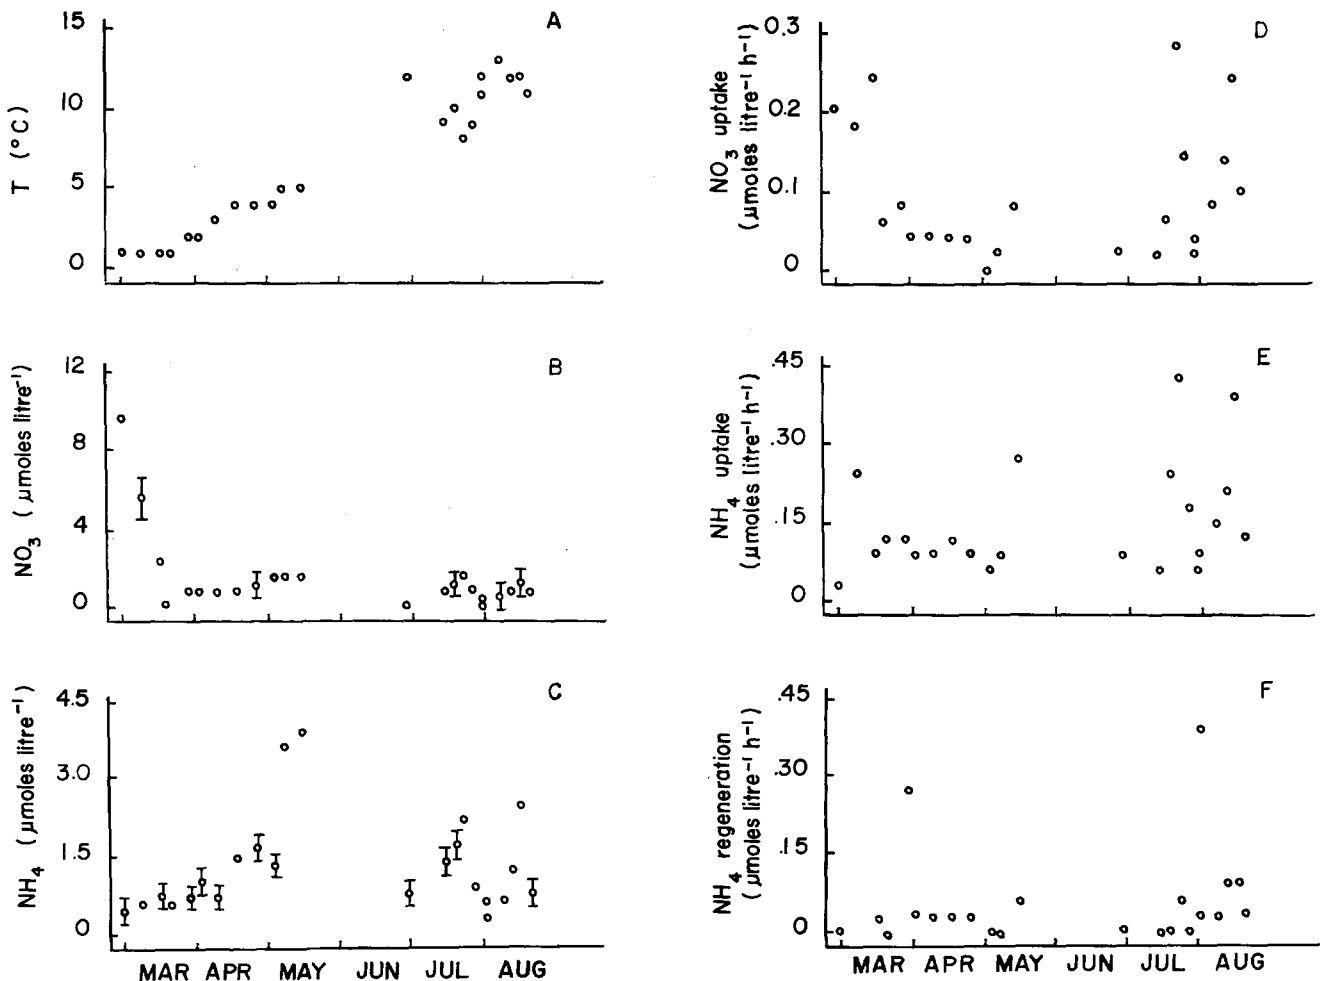 A
15
10
5
0
T (°C)
B
12
8
4
0
NO3 (μmoles litre-1)
C
4.5
3.0
1.5
0
NH4 (μmoles litre-1)
MAR APR MAY JUN JUL AUG
D
0.3
0.2
0.1
0
NO3 uptake
(μmoles litre-1 h-1)
E
.45
.30
.15
0
NH4 uptake
(μmoles litre-1 h-1)
F
.45
.30
.15
0
NH4 regeneration
(μmoles litre-1 h-1)
MAR APR MAY JUN JUL AUG